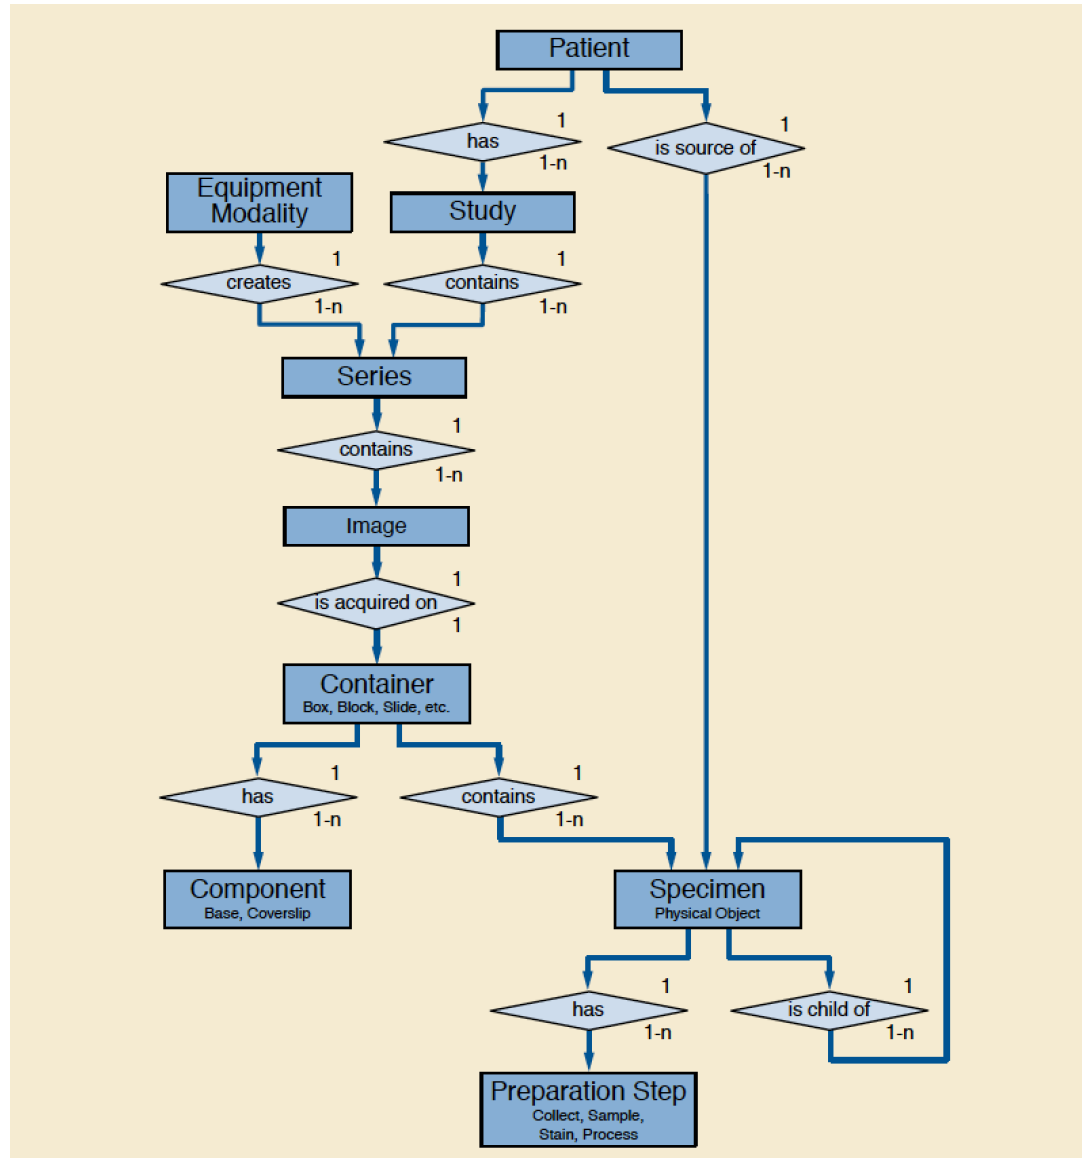 Patient
1
has
1-n
1
is source of
1-n
Equipment
Modality
Study
1
creates
1-n
1
contains
1-n
Series
1
contains
1-n
Image
1
is acquired on
1
Container
Box, Block, Slide, etc.
1
has
1-n
1
contains
1-n
Component
Base, Coverslip
Specimen
Physical Object
1
has
1-n
1
is child of
1-n
Preparation Step
Collect, Sample,
Stain, Process